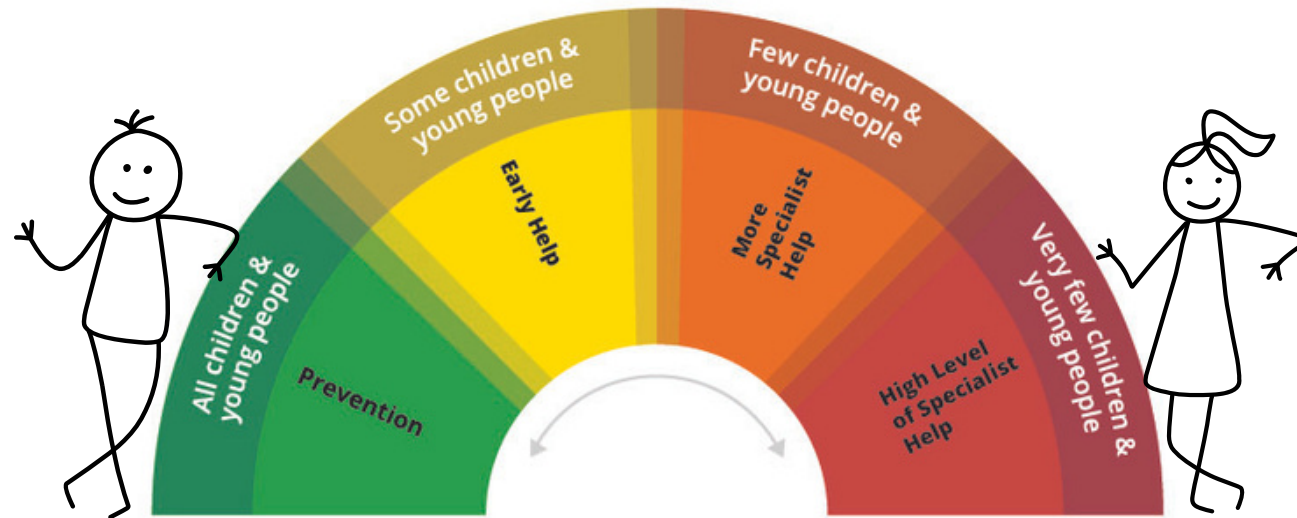 All children &
young people
Prevention
Some children &
young people
Early Help
Few children &
young people
More
Specialist
Help
Very few children &
young people
High Level
of Specialist
Help